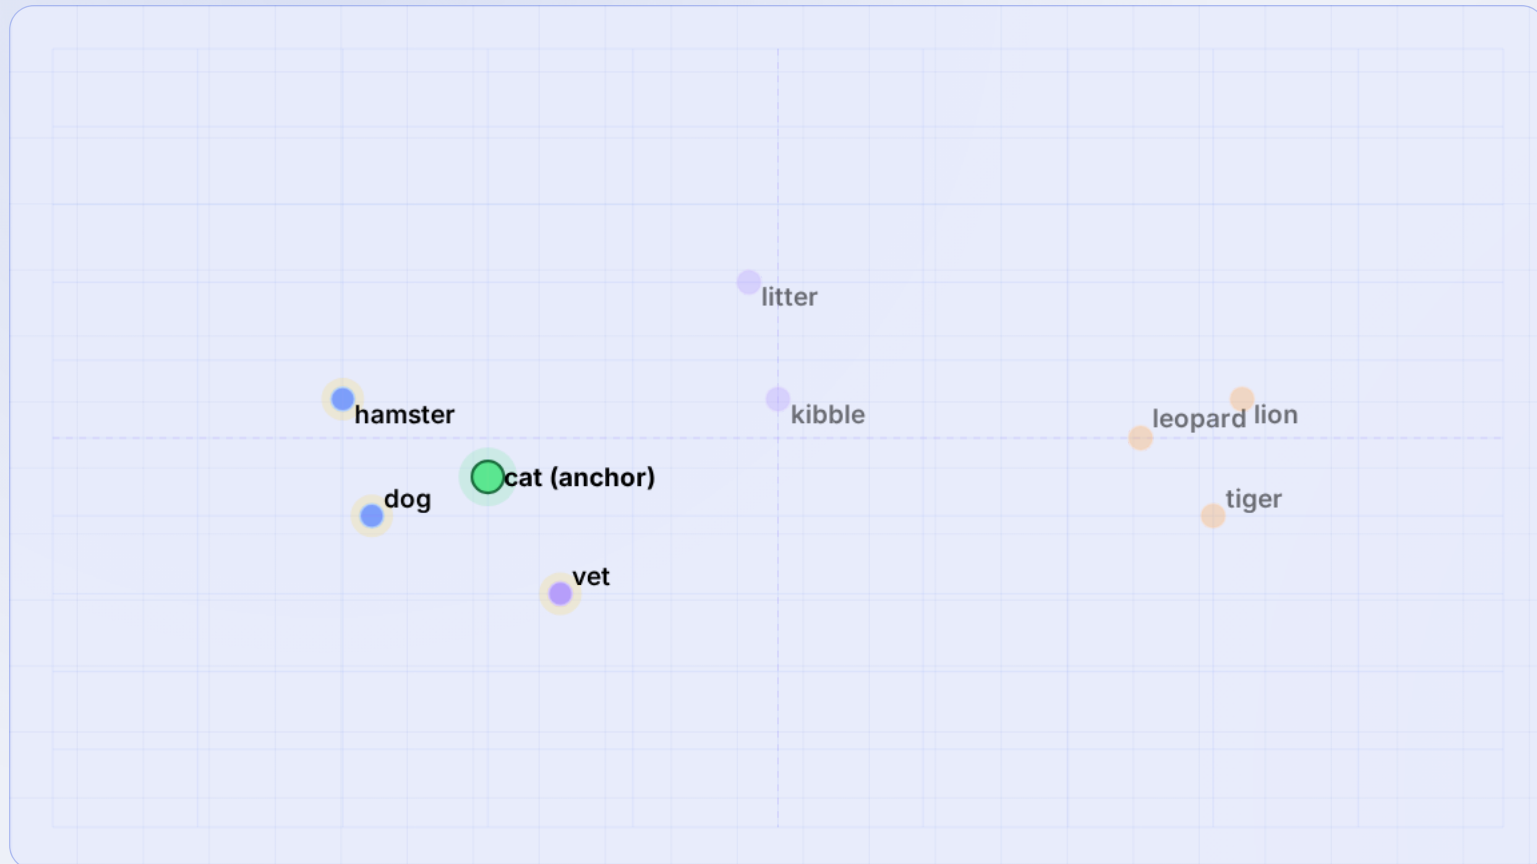 litter
hamster
kibble
leopard
lion
cat (anchor)
dog
tiger
vet